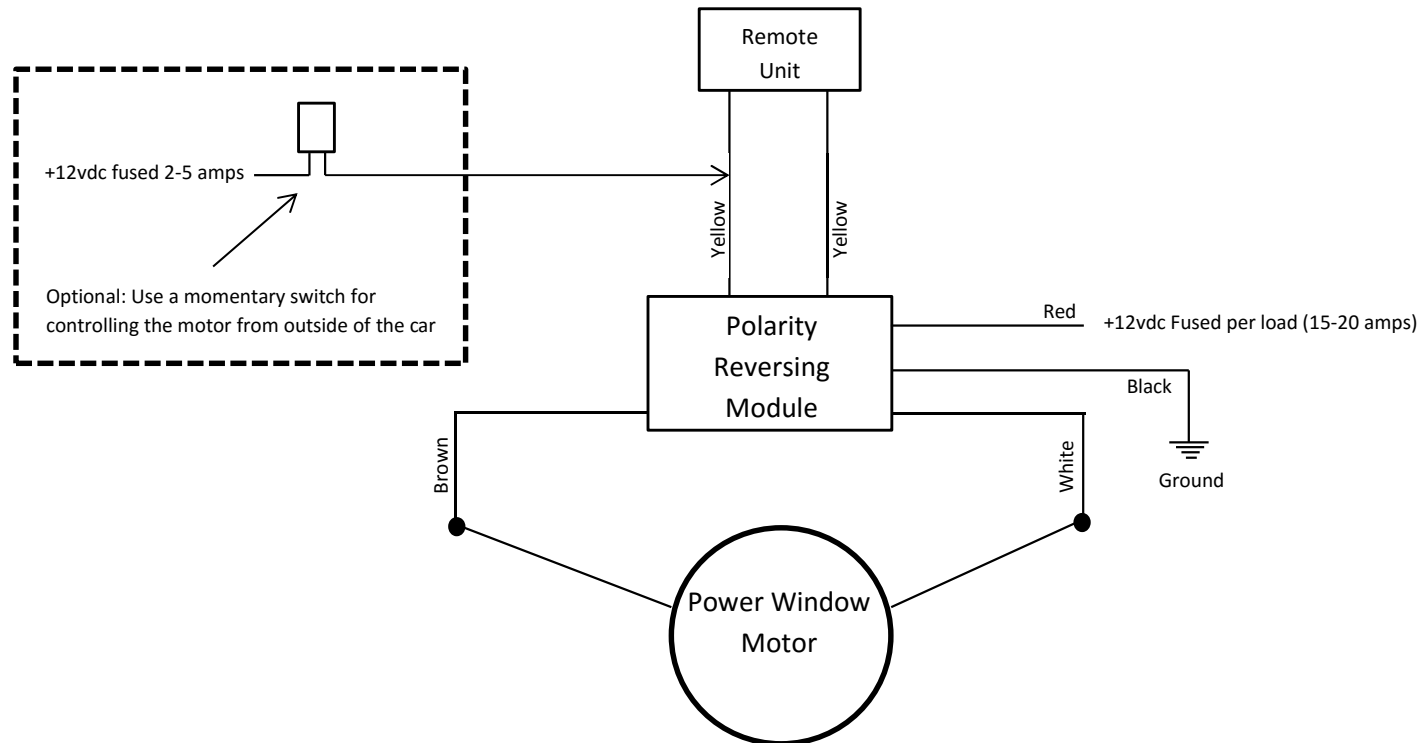 Remote
Unit
+12vdc fused 2-5 amps
Optional: Use a momentary switch for
controlling the motor from outside of the car
Yellow
Yellow
Polarity
Reversing
Module
Red
+12vdc Fused per load (15-20 amps)
Black
Ground
Brown
White
Power Window
Motor